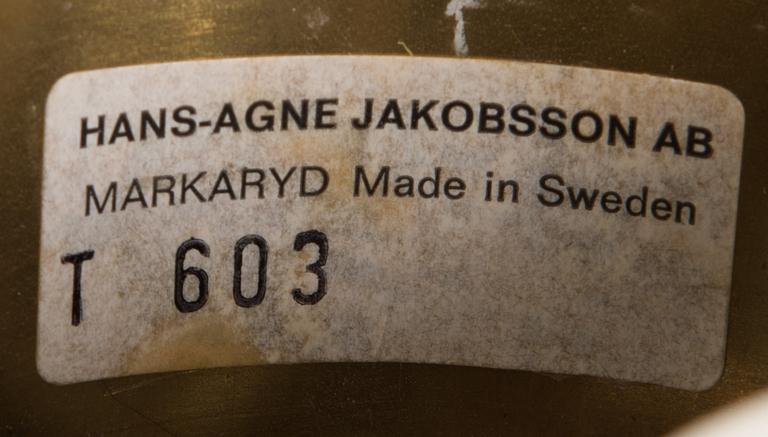 HANS-AGNE JAKOBSSON AB
MARKARYD Made in Sweden
T 603